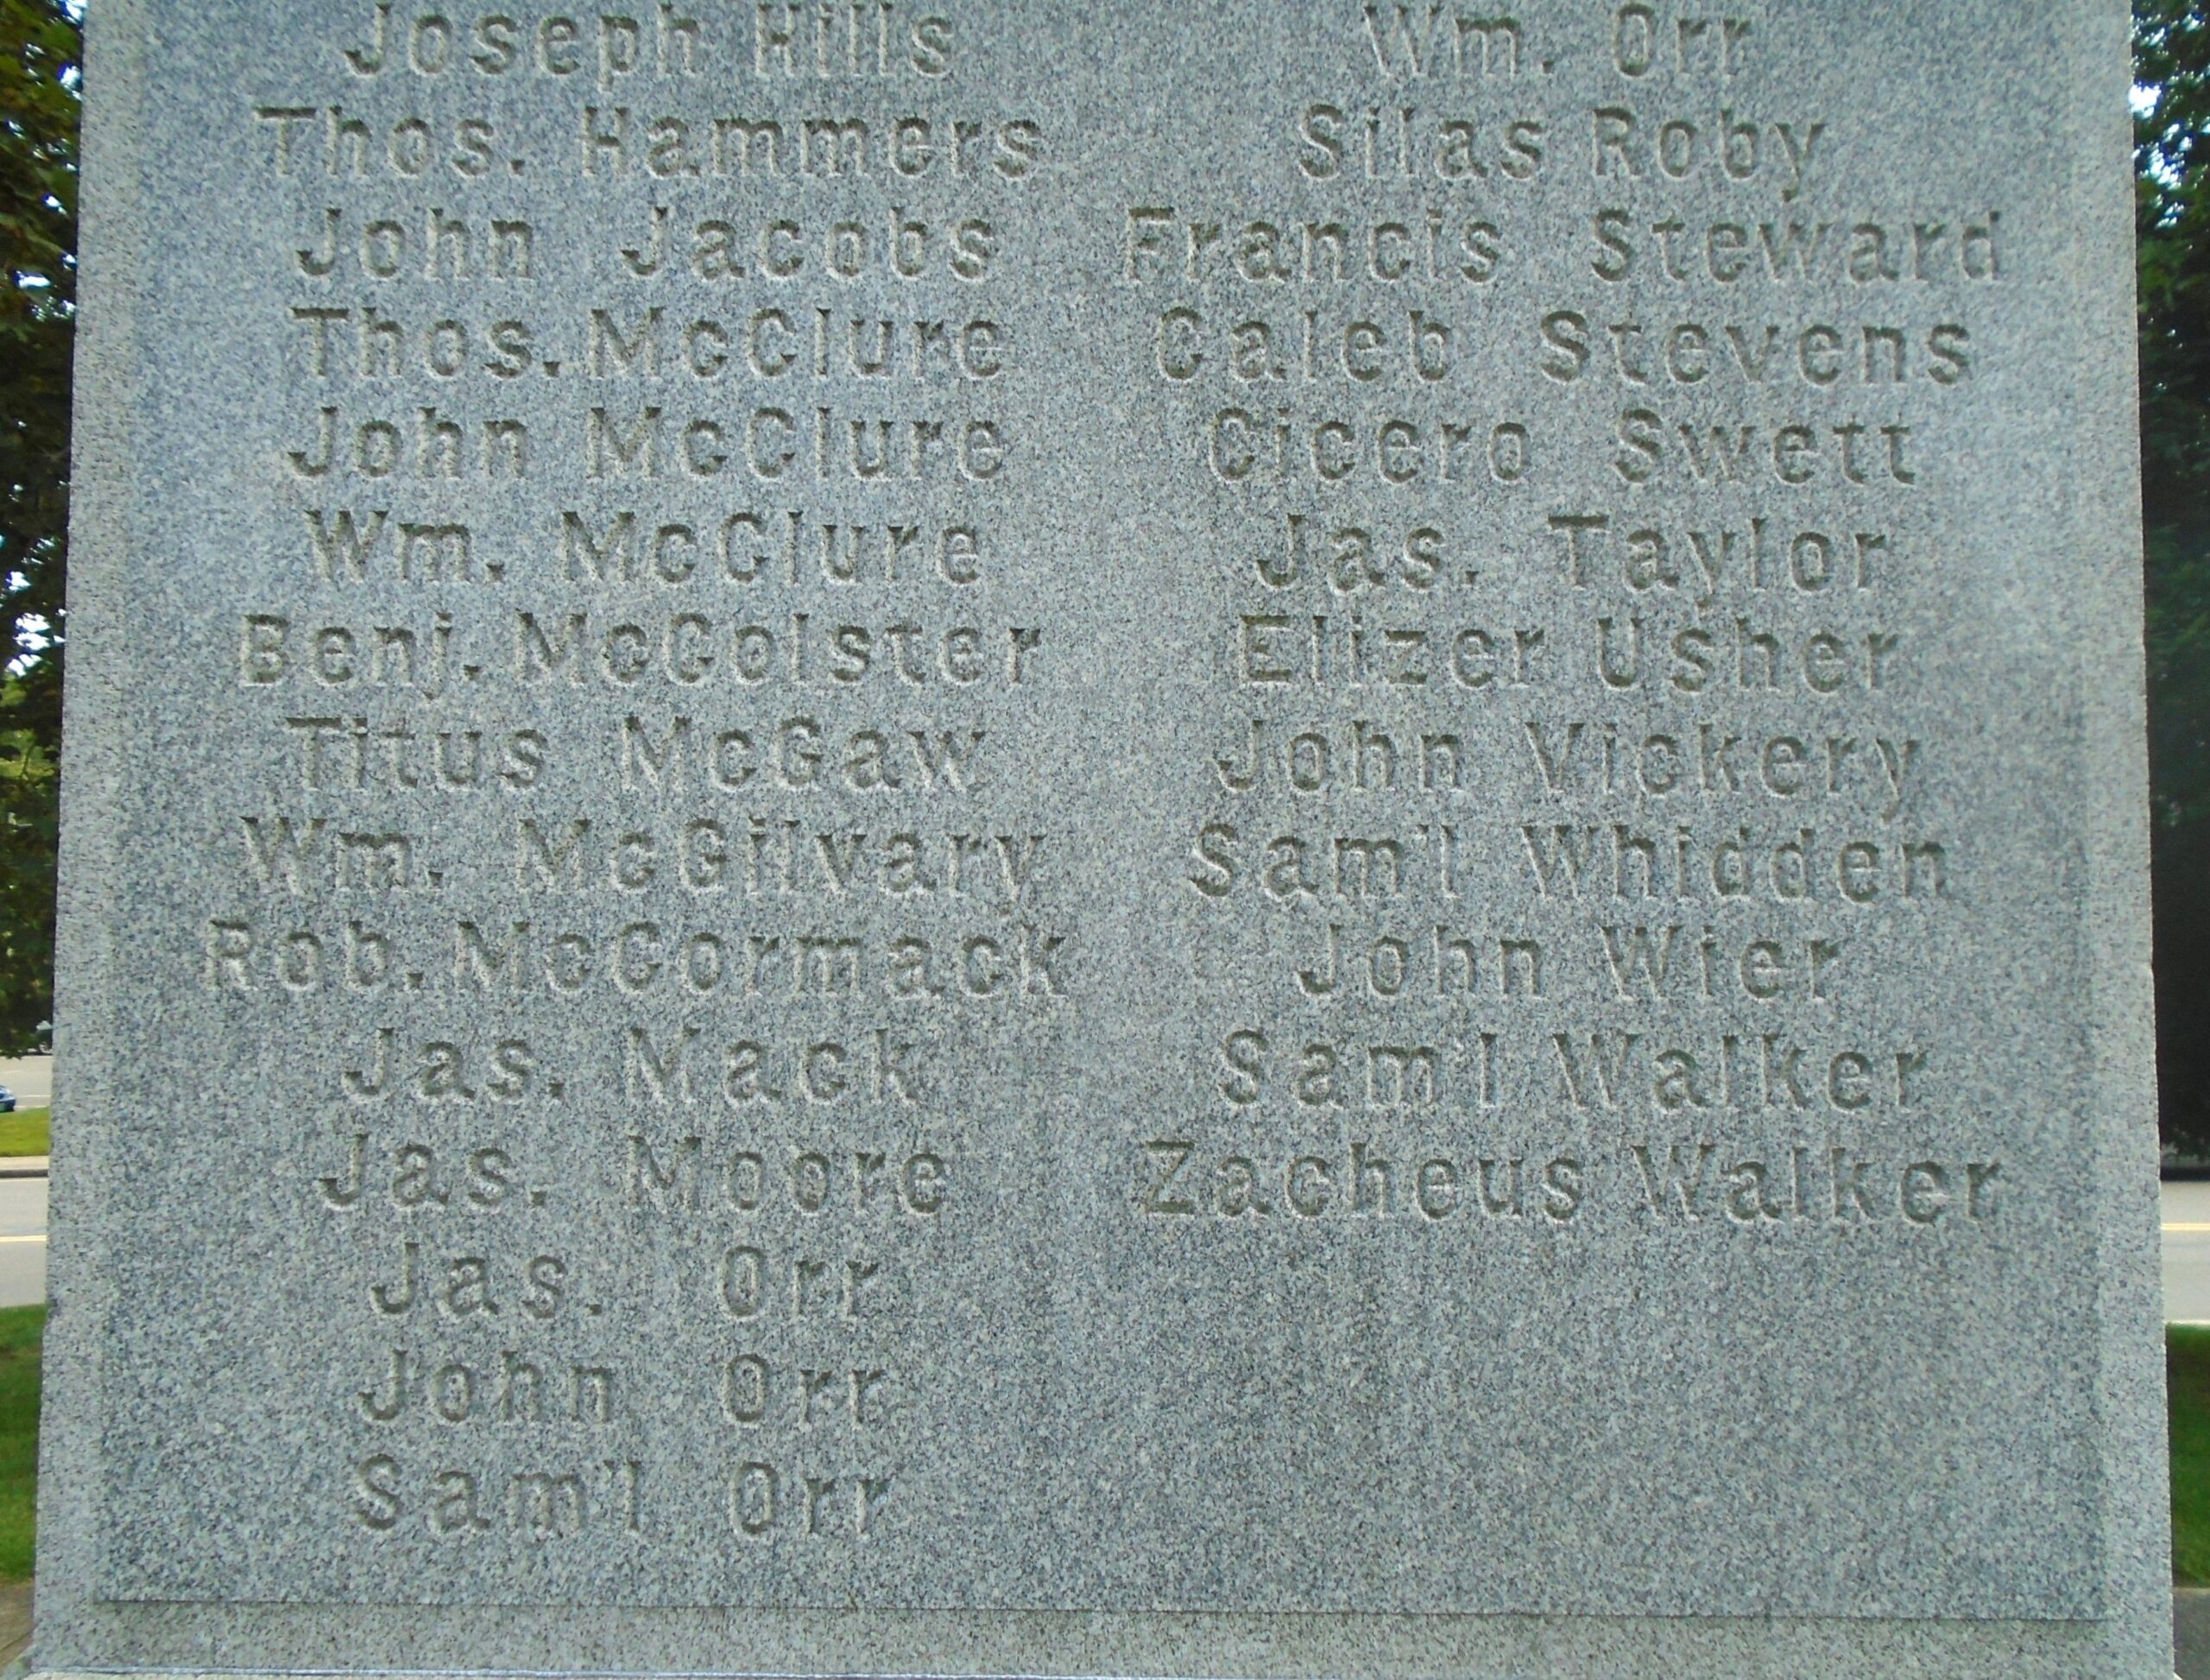 Joseph Hills
Thos. Hammers
John Jacobs
Thos. McClure
John McClure
Wm. McClure
Benj. McColster
Titus McGaw
Wm. McGilvary
Rob. McCormack
Jas. Mack
Jas. Moore
Jas. Orr
John Orr
Sam'l Orr
Wm. Orr
Silas Roby
Francis Steward
Caleb Stevens
Cicero Swett
Jas. Taylor
Elizer Usher
John Vickery
Sam'l Whidden
John Wier
Sam'l Walker
Zacheus Walker